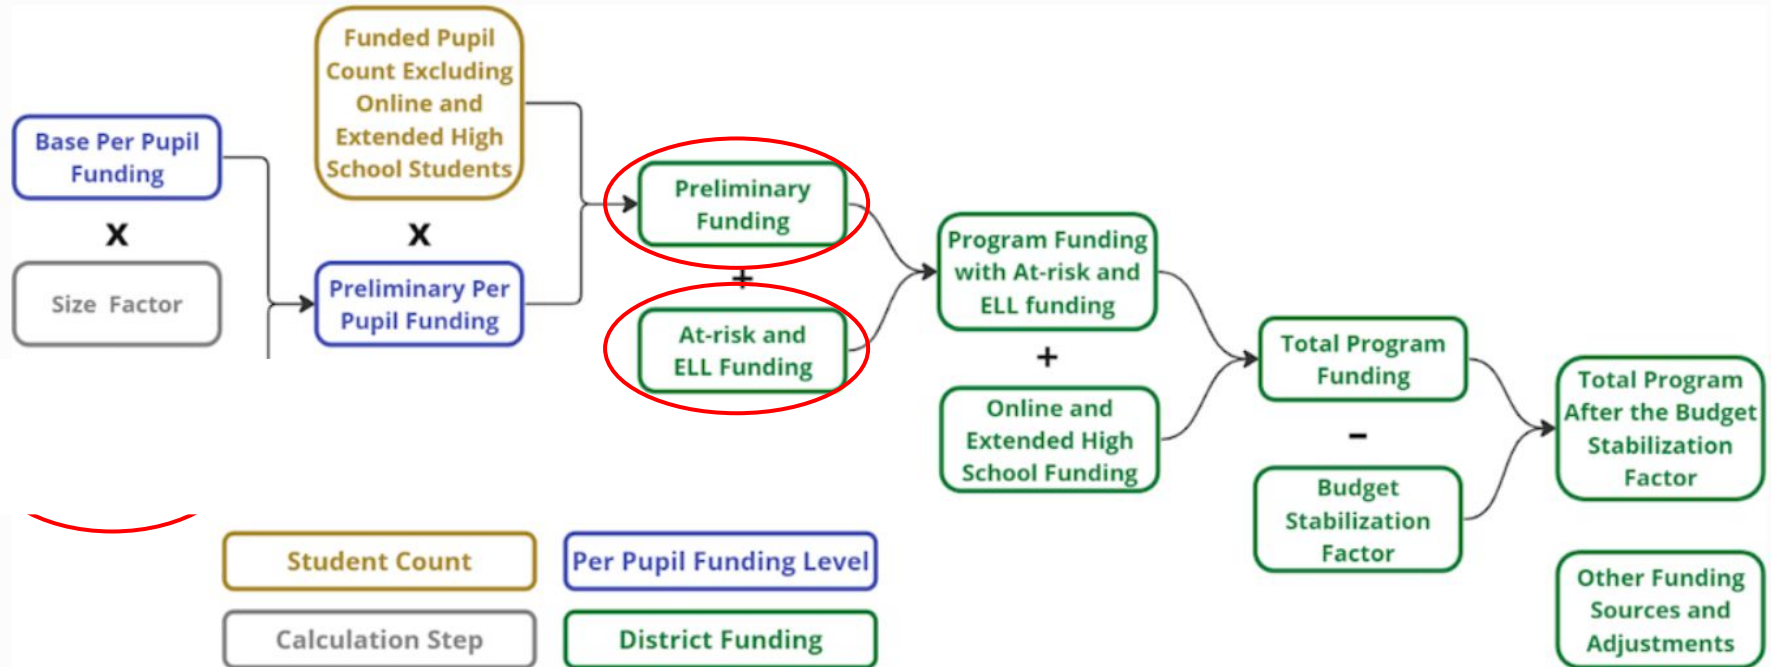 Base Per Pupil
Funding
X
Size Factor
Funded Pupil
Count Excluding
Online and
Extended High
School Students
X
Preliminary Per
Pupil Funding
Preliminary
Funding
+
At-risk and
ELL Funding
Program Funding
with At-risk and
ELL funding
+
Online and
Extended High
School Funding
Total Program
Funding
-
Budget
Stabilization
Factor
Total Program
After the Budget
Stabilization
Factor
Other Funding
Sources and
Adjustments
Student Count
Per Pupil Funding Level
Calculation Step
District Funding